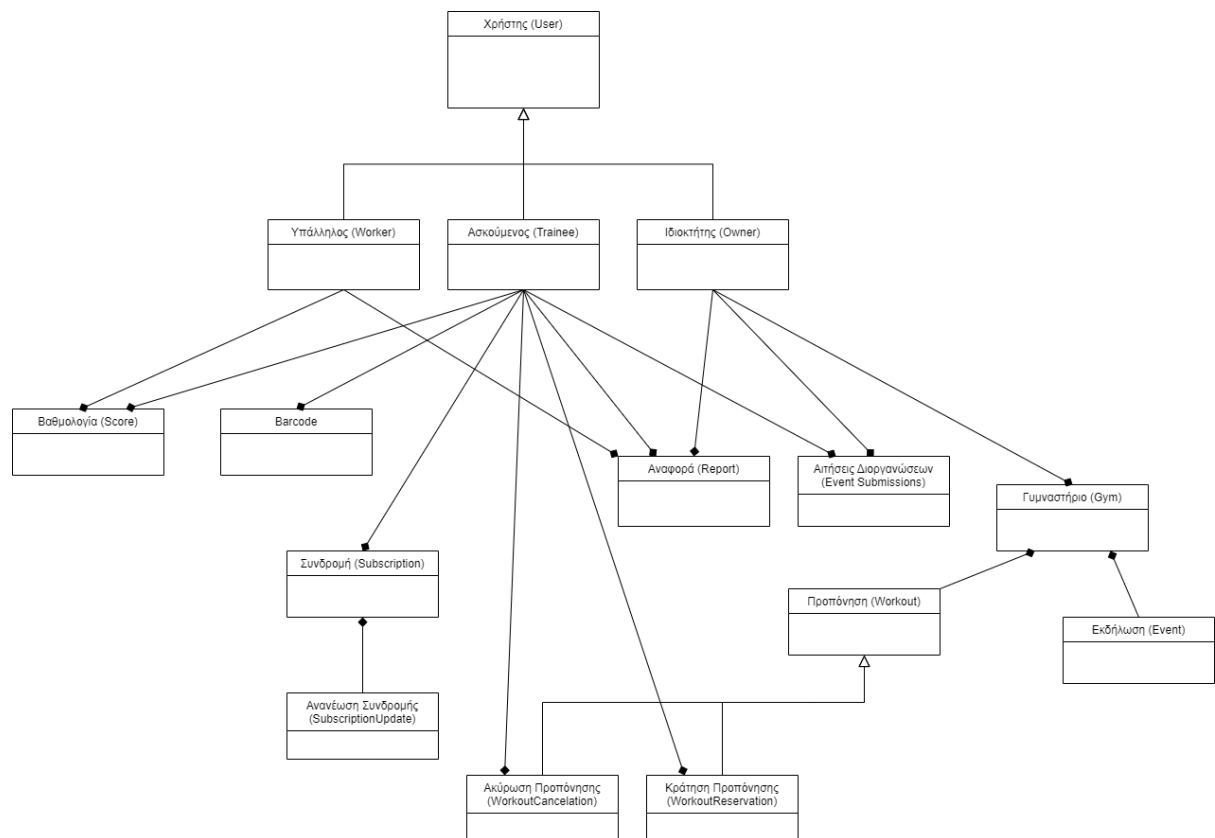 Χρήστης (User)
Υπάλληλος (Worker)
Ασκούμενος (Trainee)
Ιδιοκτήτης (Owner)
Βαθμολογία (Score)
Barcode
Αναφορά (Report)
Αιτήσεις Διοργανώσεων
(Event Submissions)
Γυμναστήριο (Gym)
Συνδρομή (Subscription)
Προπόνηση (Workout)
Εκδήλωση (Event)
Ανανέωση Συνδρομής
(SubscriptionUpdate)
Ακύρωση Προπόνησης
(WorkoutCancelation)
Κράτηση Προπόνησης
(WorkoutReservation)